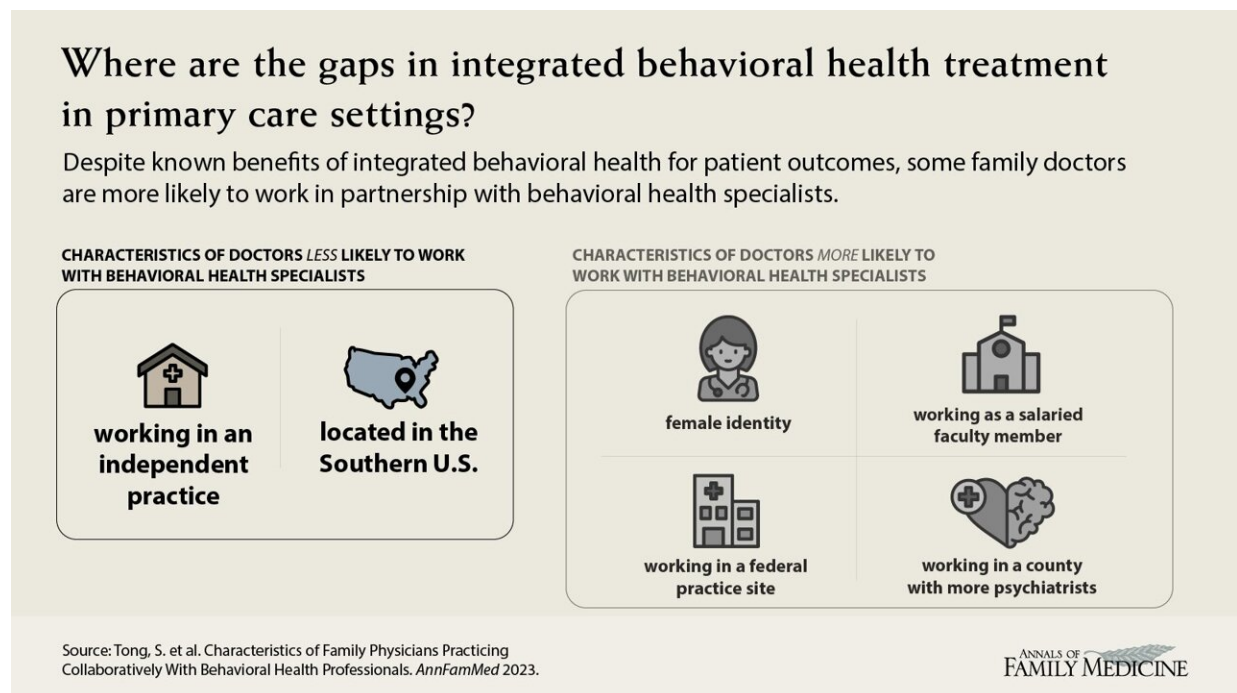 Where are the gaps in integrated behavioral health treatment
in primary care settings?
Despite known benefits of integrated behavioral health for patient outcomes, some family doctors
are more likely to work in partnership with behavioral health specialists.
CHARACTERISTICS OF DOCTORS LESS LIKELY TO WORK
WITH BEHAVIORAL HEALTH SPECIALISTS
working in an
independent
practice
located in the
Southern U.S.
CHARACTERISTICS OF DOCTORS MORE LIKELY TO
WORK WITH BEHAVIORAL HEALTH SPECIALISTS
female identity
working as a salaried
faculty member
working in a federal
practice site
working in a county
with more psychiatrists
Source: Tong, S. et al. Characteristics of Family Physicians Practicing
Collaboratively With Behavioral Health Professionals. AnnFamMed 2023.
ANNALS OF
FAMILY MEDICINE